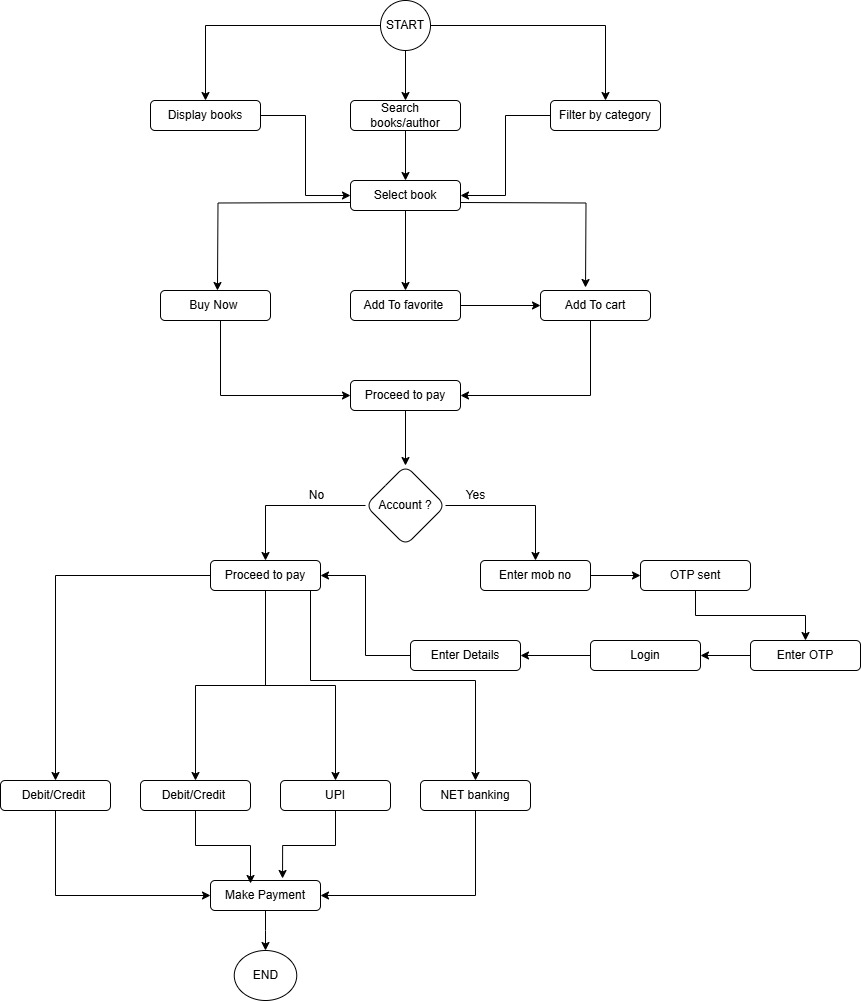 START
Display books
Search
books/author
Filter by category
Select book
Buy Now
Add To favorite
Add To cart
Proceed to pay
Account ?
No
Yes
Proceed to pay
Enter mob no
OTP sent
Enter Details
Login
Enter OTP
Debit/Credit
Debit/Credit
UPI
NET banking
Make Payment
END